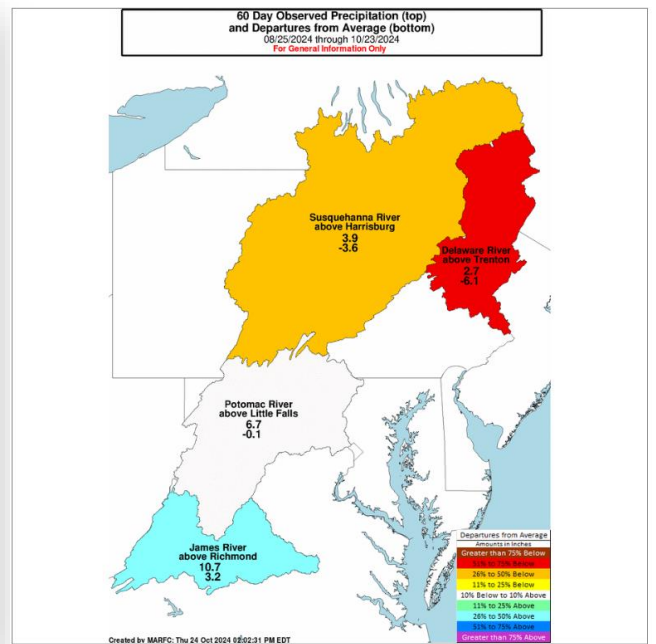 60 Day Observed Precipitation (top)
and Departures from Average (bottom)
08/25/2024 through 10/23/2024
For General Information Only
Susquehanna River
above Harrisburg
3.9
-3.6
Delaware River
above Trenton
2.7
-6.1
Potomac River
above Little Falls
6.7
-0.1
James River
above Richmond
10.7
3.2
Departures from Average
Amounts in Inches
Greater than 75% Below
51% to 75% Below
26% to 50% Below
11% to 25% Below
10% Below to 10% Above
11% to 25% Above
26% to 50% Above
51% to 75% Above
Greater than 75% Above
Created by MARFC: Thu 24 Oct 2024 02:02:31 PM EDT